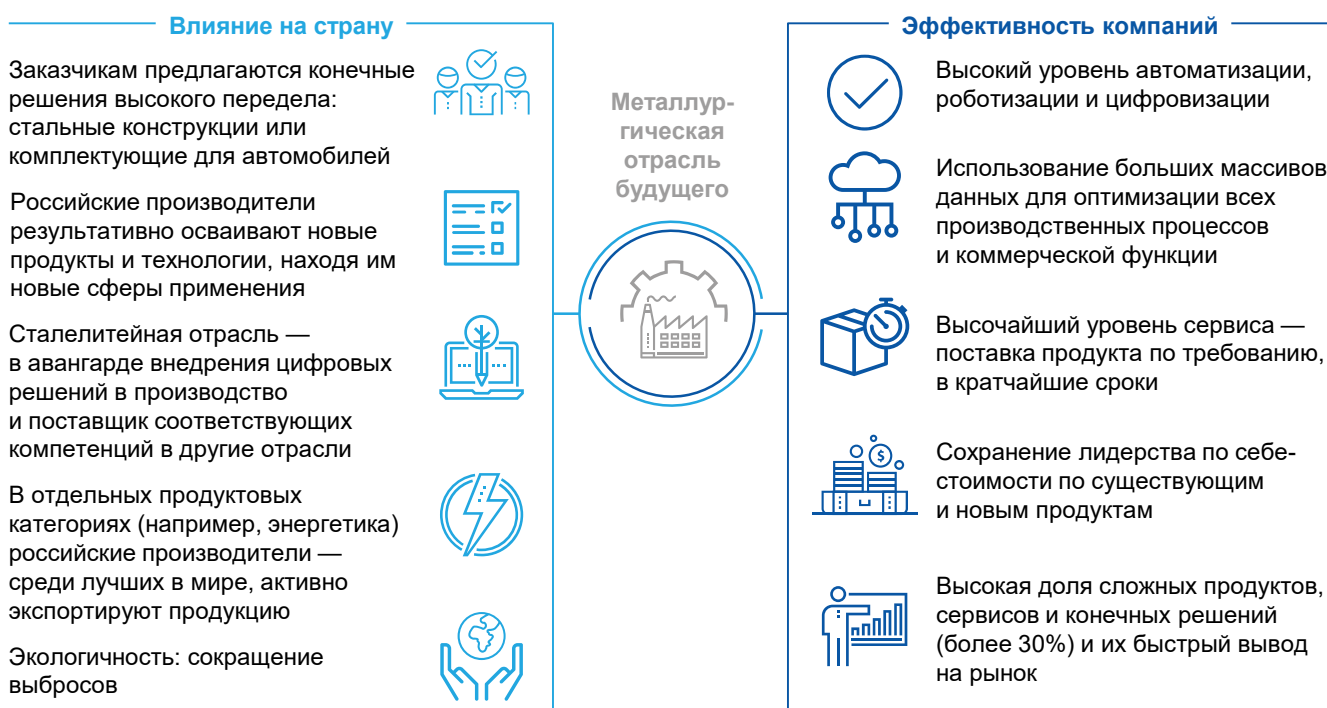 Влияние на страну
Заказчикам предлагаются конечные
решения высокого передела:
стальные конструкции или
комплектующие для автомобилей
Российские производители
результативно осваивают новые
продукты и технологии, находя им
новые сферы применения
Сталелитейная отрасль —
в авангарде внедрения цифровых
решений в производство
и поставщик соответствующих
компетенций в другие отрасли
В отдельных продуктовых
категориях (например, энергетика)
российские производители —
среди лучших в мире, активно
экспортируют продукцию
Экологичность: сокращение
выбросов
Металлур-
гическая
отрасль
будущего
Эффективность компаний
Высокий уровень автоматизации,
роботизации и цифровизации
Использование больших массивов
данных для оптимизации всех
производственных процессов
и коммерческой функции
Высочайший уровень сервиса —
поставка продукта по требованию,
в кратчайшие сроки
$
Сохранение лидерства по себе-
стоимости по существующим
и новым продуктам
Высокая доля сложных продуктов,
сервисов и конечных решений
(более 30%) и их быстрый вывод
на рынок